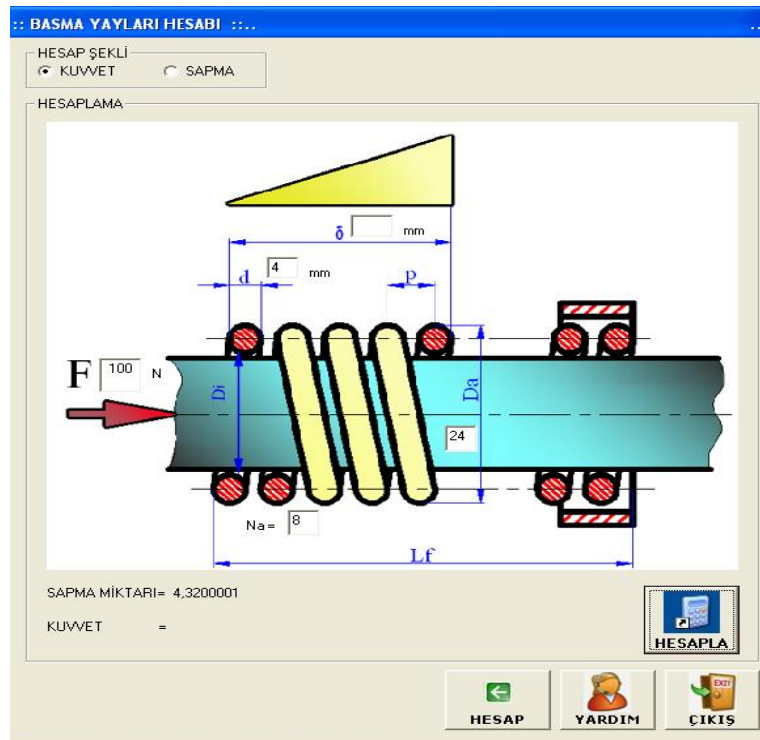 :: BASMA YAYLARI HESABI ::..
HESAP ŞEKLİ
KUVVET SAPMA
HESAPLAMA
δ mm
d 4 mm p
F 100 N
Di
Da
24
Na = 8
Lf
SAPMA MİKTARI= 4,3200001
KUVVET =
HESAPLA
HESAP
YARDIM
EXIT
ÇIKIŞ